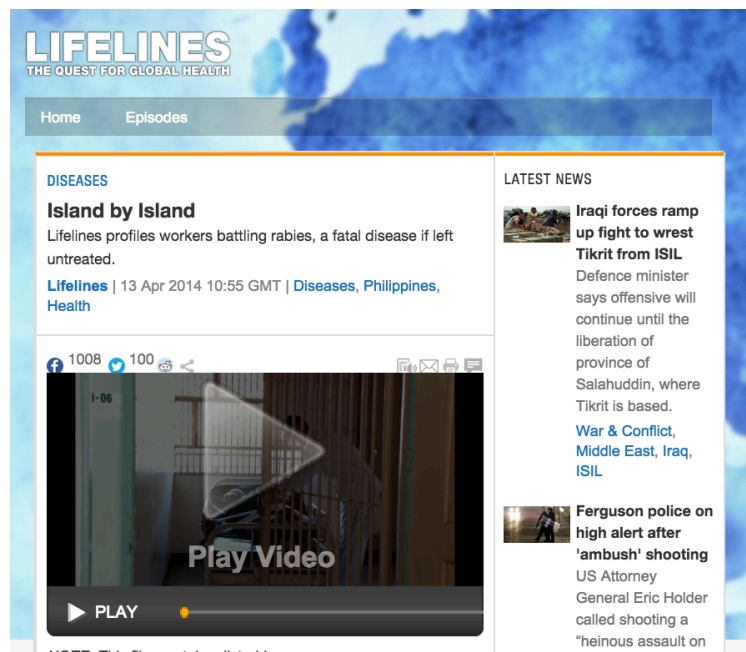 LIFELINES
THE QUEST FOR GLOBAL HEALTH
Home Episodes
DISEASES
Island by Island
Lifelines profiles workers battling rabies, a fatal disease if left
untreated.
Lifelines | 13 Apr 2014 10:55 GMT | Diseases, Philippines,
Health
1008 100
I-06
Play Video
PLAY
LATEST NEWS
Iraqi forces ramp
up fight to wrest
Tikrit from ISIL
Defence minister
says offensive will
continue until the
liberation of
province of
Salahuddin, where
Tikrit is based.
War & Conflict,
Middle East, Iraq,
ISIL
Ferguson police on
high alert after
'ambush' shooting
US Attorney
General Eric Holder
called shooting a
"heinous assault on